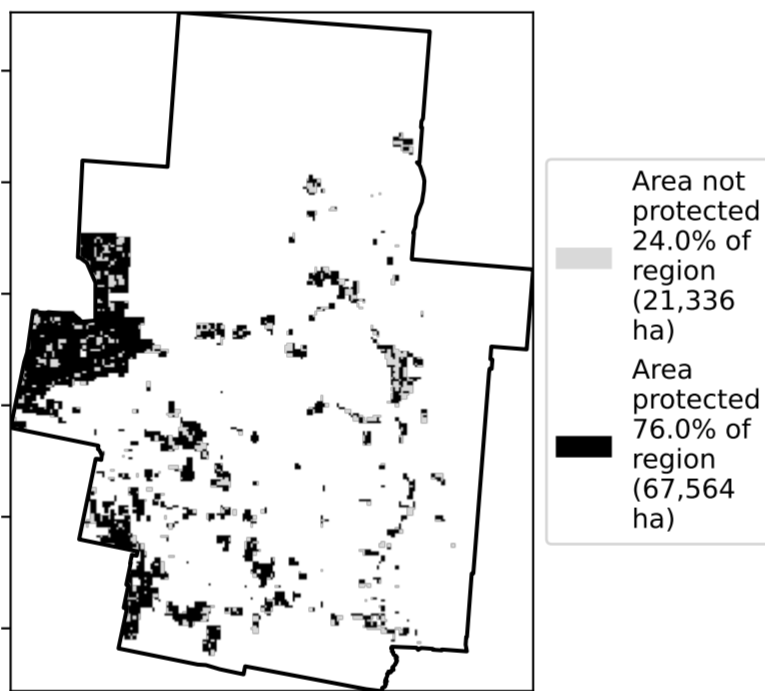 Area not
protected
24.0% of
region
(21,336
ha)
Area
protected
76.0% of
region
(67,564
ha)